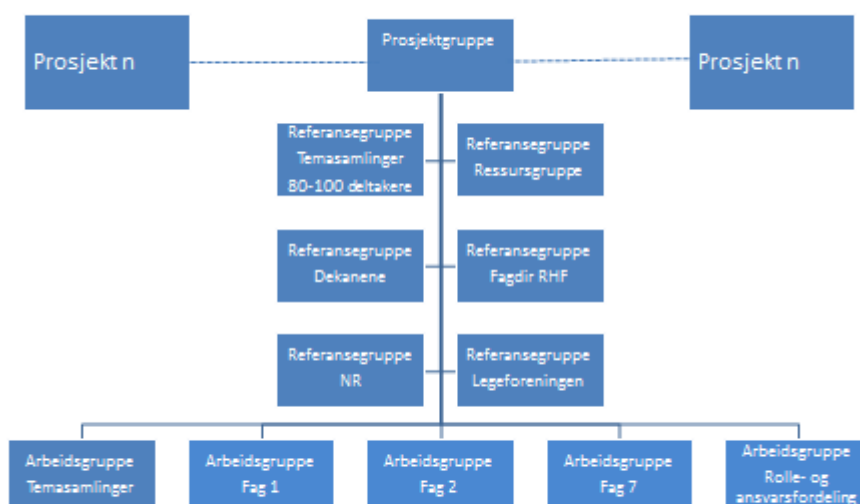 Prosjekt n
Prosjektgruppe
Prosjekt n
Referansegruppe
Temasamlinger
80-100 deltakere
Referansegruppe
Ressursgruppe
Referansegruppe
Dekanene
Referansegruppe
Fagdir RHF
Referansegruppe
NR
Referansegruppe
Legeforeningen
Arbeidsgruppe
Temasamlinger
Arbeidsgruppe
Fag 1
Arbeidsgruppe
Fag 2
Arbeidsgruppe
Fag 7
Arbeidsgruppe
Rolle- og
ansvarsfordeling